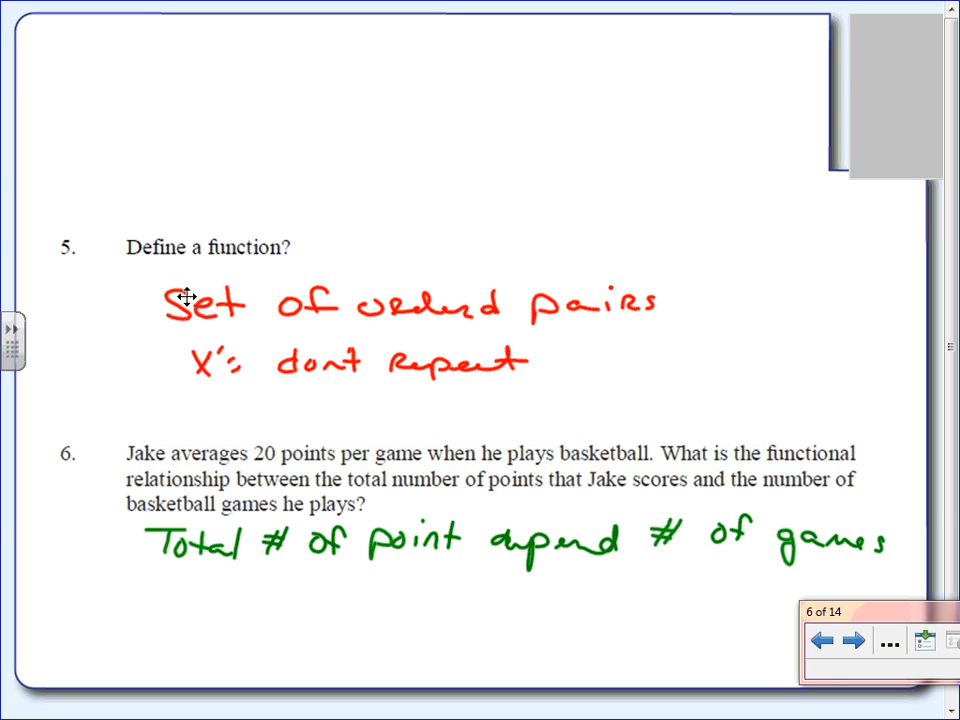 5. Define a function?
Set of ordered pairs
X's don't repeat
6. Jake averages 20 points per game when he plays basketball. What is the functional
relationship between the total number of points that Jake scores and the number of
basketball games he plays?
Total # of point depend # of games
6 of 14